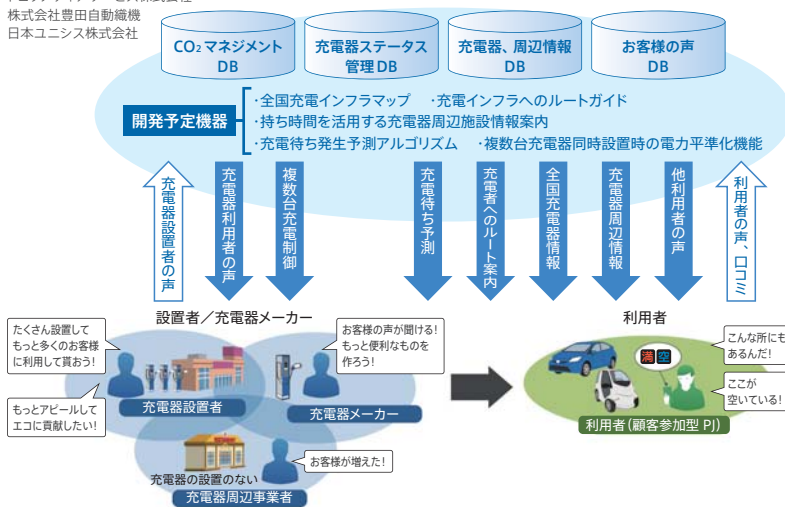 株式会社豊田自動織機
日本ユニシス株式会社
CO₂マネジメント
DB
充電器ステータス
管理DB
充電器、周辺情報
DB
お客様の声
DB
開発予定機器
・全国充電インフラマップ ・充電インフラへのルートガイド
・持ち時間を活用する充電器周辺施設情報案内
・充電待ち発生予測アルゴリズム ・複数台充電器同時設置時の電力平準化機能
充電器設置者の声
充電器利用者の声
複数台充電制御
充電待ち予測
充電者へのルート案内
全国充電器情報
充電器周辺情報
他利用者の声
利用者の声、口コミ
設置者／充電器メーカー
利用者
たくさん設置して
もっと多くのお客様
に利用して貰おう!
もっとアピールして
エコに貢献したい!
充電器設置者
お客様の声が聞ける!
もっと便利なものを
作ろう!
充電器メーカー
充電器の設置のない
充電器周辺事業者
お客様が増えた!
満空
こんな所にも
あるんだ!
ここが
空いている!
利用者(顧客参加型 PJ)